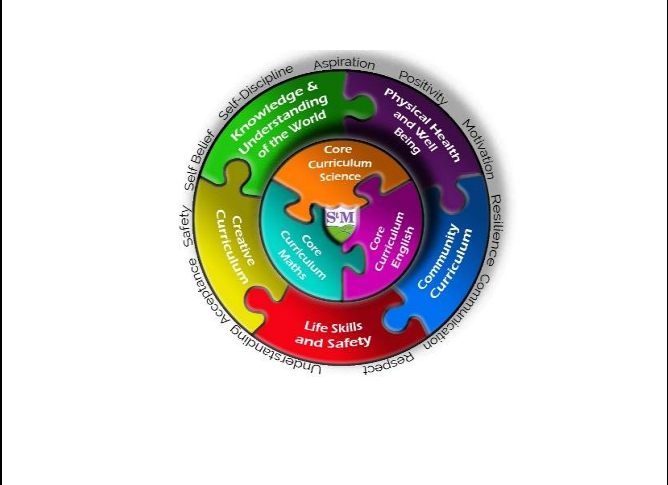 Aspiration
Positivity
Motivation
Resilience
Communication
Respect
Understanding
Acceptance
Safety
Self Belief
Self-Discipline
Knowledge &
Understanding
of the World
Physical Health
and Well
Being
Community
Curriculum
Life Skills
and Safety
Creative
Curriculum
Core
Curriculum
Science
Core
Curriculum
English
Core
Curriculum
Maths
StM